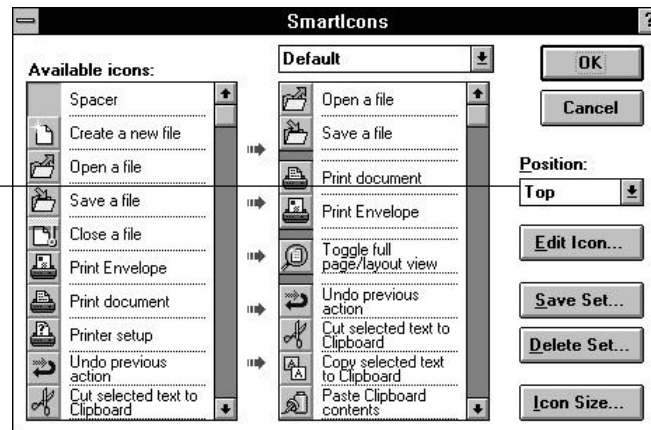 SmartIcons
?
Available icons:
Spacer
Create a new file
Open a file
Save a file
Close a file
Print Envelope
Print document
Printer setup
Undo previous
action
Cut selected text to
Clipboard
Default
Open a file
Save a file
Print document
Print Envelope
Toggle full
page/layout view
Undo previous
action
Cut selected text to
Clipboard
Copy selected text
to Clipboard
Paste Clipboard
contents
OK
Cancel
Position:
Top
Edit Icon...
Save Set...
Delete Set...
Icon Size...